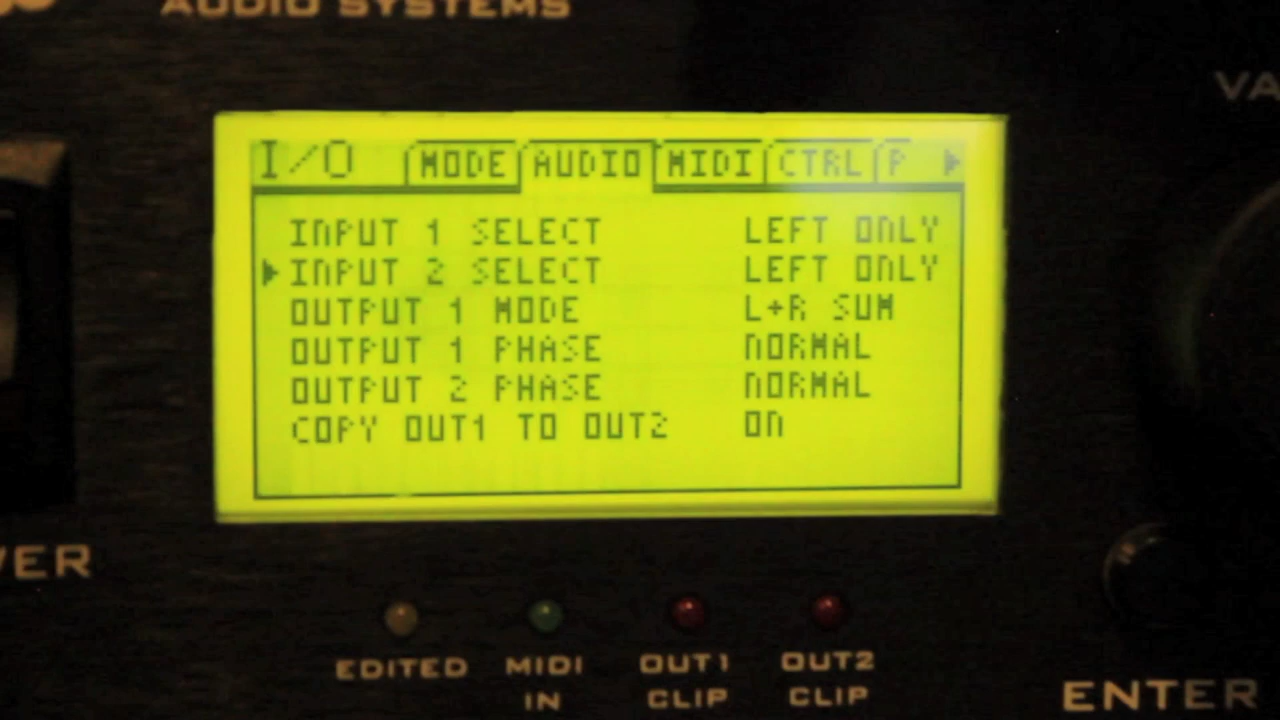 AUDIO SYSTEMS
VA
I/O MODE AUDIO MIDI CTRL P
INPUT 1 SELECT LEFT ONLY
INPUT 2 SELECT LEFT ONLY
OUTPUT 1 MODE L+R SUM
OUTPUT 1 PHASE NORMAL
OUTPUT 2 PHASE NORMAL
COPY OUT1 TO OUT2 ON
WER
EDITED
MIDI IN
OUT1 CLIP
OUT2 CLIP
ENTER